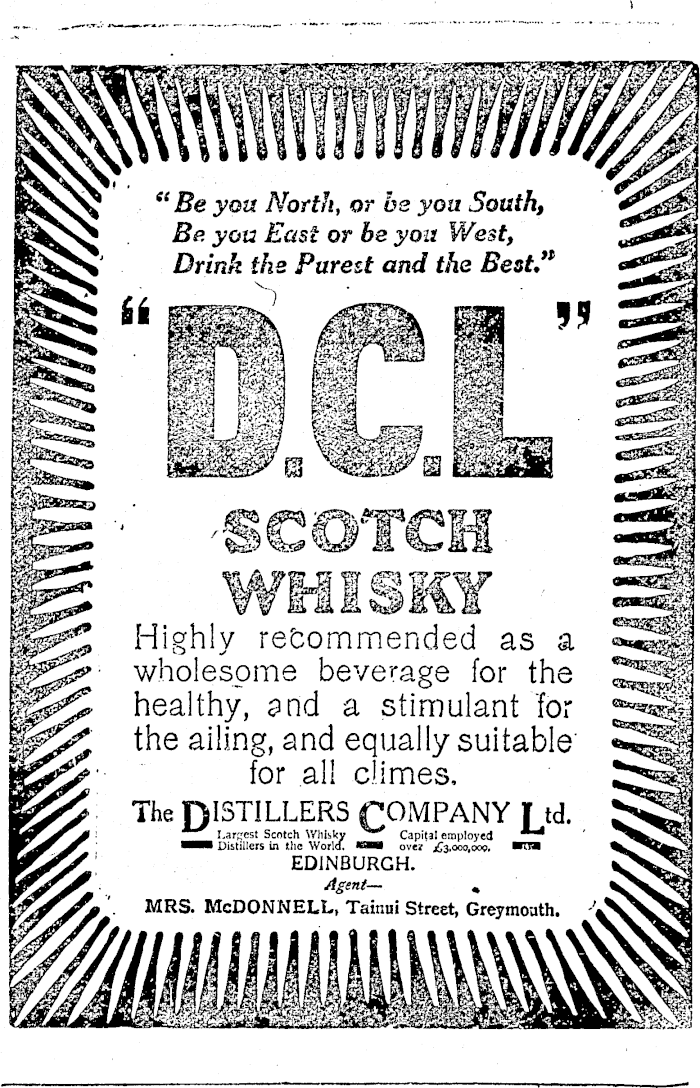 “Be you North, or be you South,
Be you East or be you West,
Drink the Purest and the Best.”
“D.C.L”
SCOTCH
WHISKY
Highly recommended as a
wholesome beverage for the
healthy, and a stimulant for
the ailing, and equally suitable
for all climes.
The DISTILLERS COMPANY Ltd.
Largest Scotch Whisky Capital employed
Distillers in the World. over £3,000,000.
EDINBURGH.
Agent—
MRS. McDONNELL, Tainui Street, Greymouth.